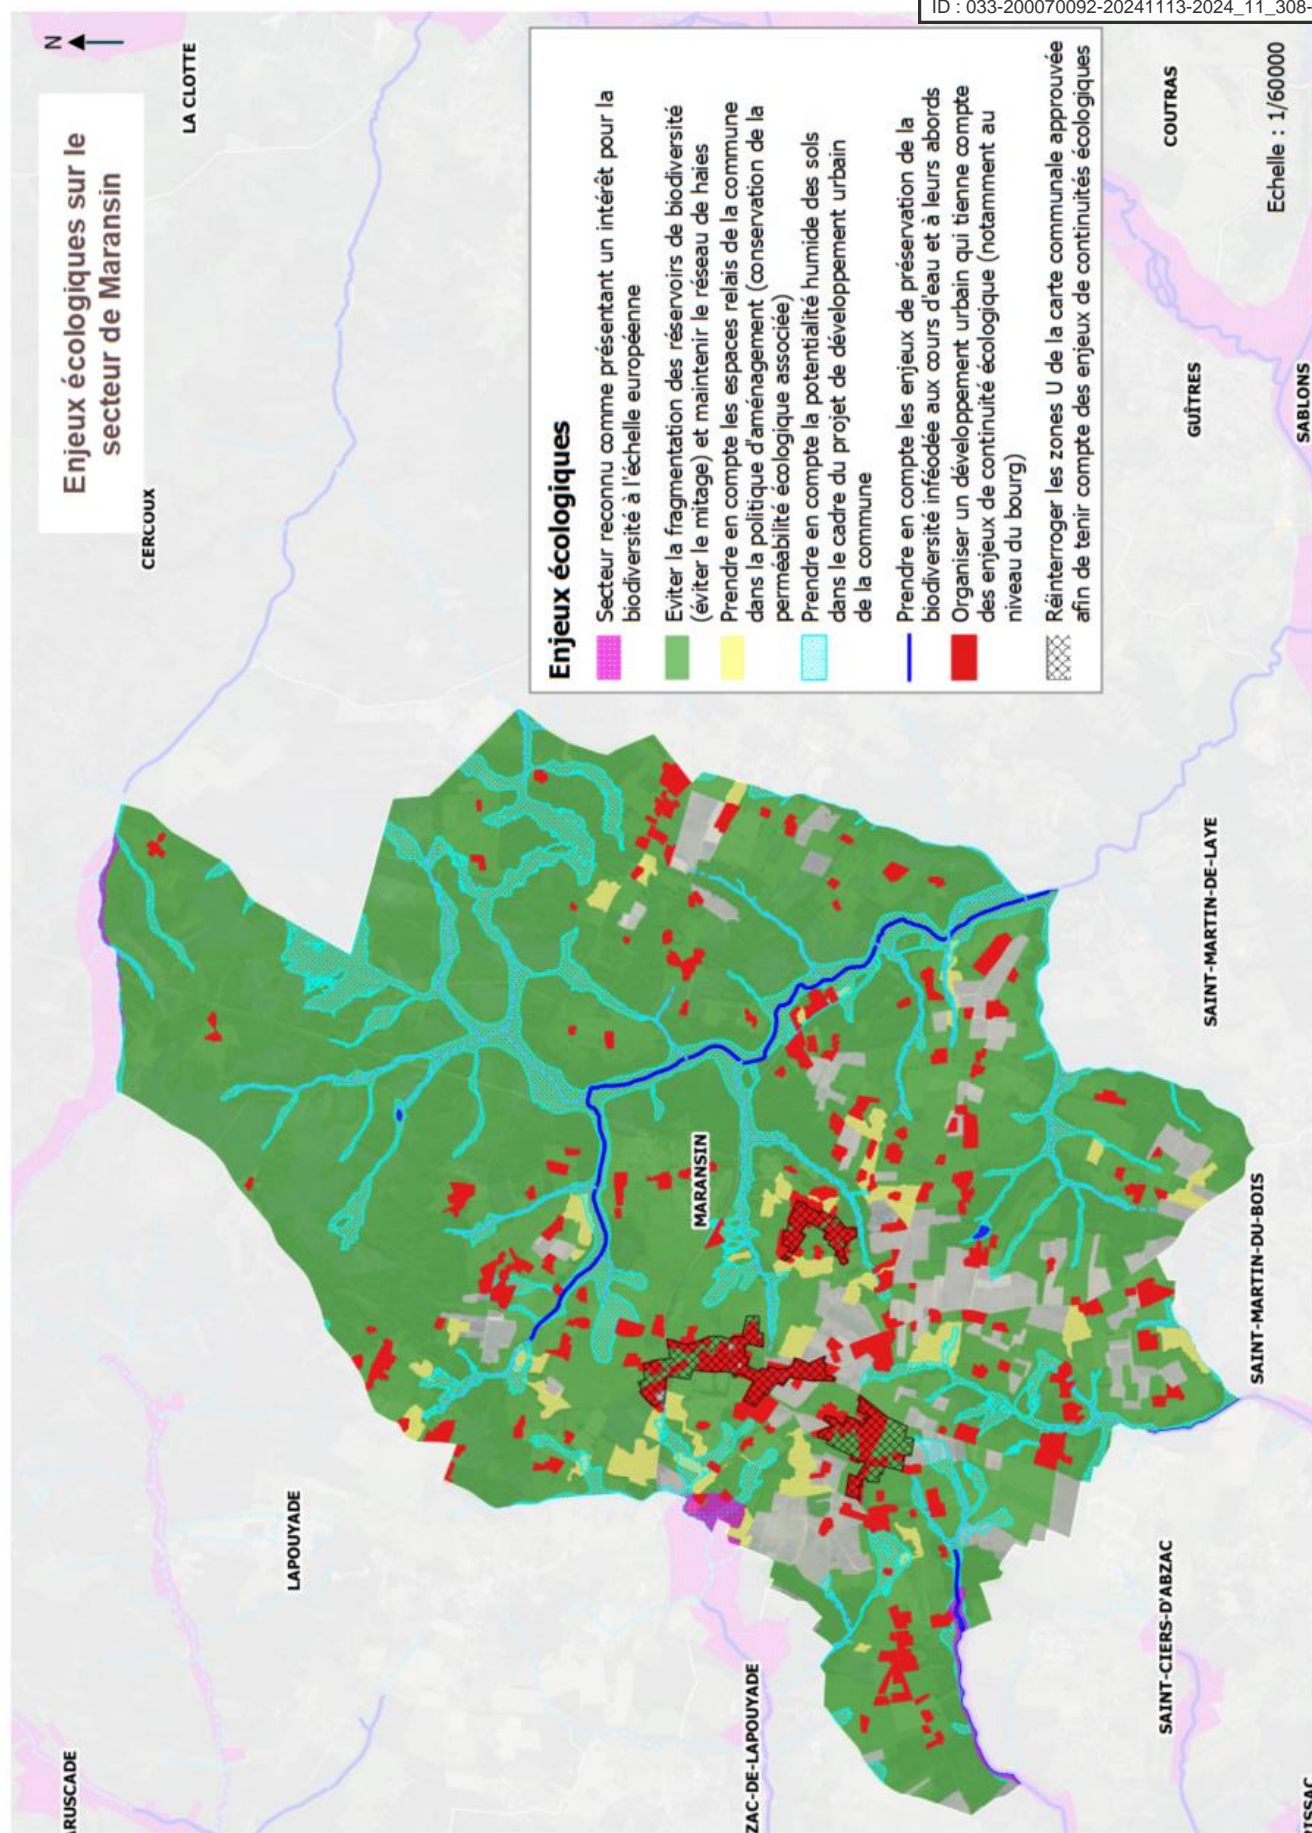 ID : 033-200070092-20241113-2024_11_308-
N
Enjeux écologiques sur le
secteur de Maransin
LA CLOTTE
CERCOUX
Enjeux écologiques
Secteur reconnu comme présentant un intérêt pour la
biodiversité à l'échelle européenne
Eviter la fragmentation des réservoirs de biodiversité
(éviter le mitage) et maintenir le réseau de haies
Prendre en compte les espaces relais de la commune
dans la politique d'aménagement (conservation de la
perméabilité écologique associée)
Prendre en compte la potentialité humide des sols
dans le cadre du projet de développement urbain
de la commune
Prendre en compte les enjeux de préservation de la
biodiversité inféodée aux cours d'eau et à leurs abords
Organiser un développement urbain qui tienne compte
des enjeux de continuité écologique (notamment au
niveau du bourg)
Réinterroger les zones U de la carte communale approuvée
afin de tenir compte des enjeux de continuités écologiques
COUTRAS
Echelle : 1/60000
GUÎTRES
SABLONS
SAINT-MARTIN-DE-LAYE
MARANSIN
SAINT-MARTIN-DU-BOIS
LAPOUYADE
SAINT-CIERS-D'ABZAC
ZAC-DE-LAPOUYADE
RUSCADE